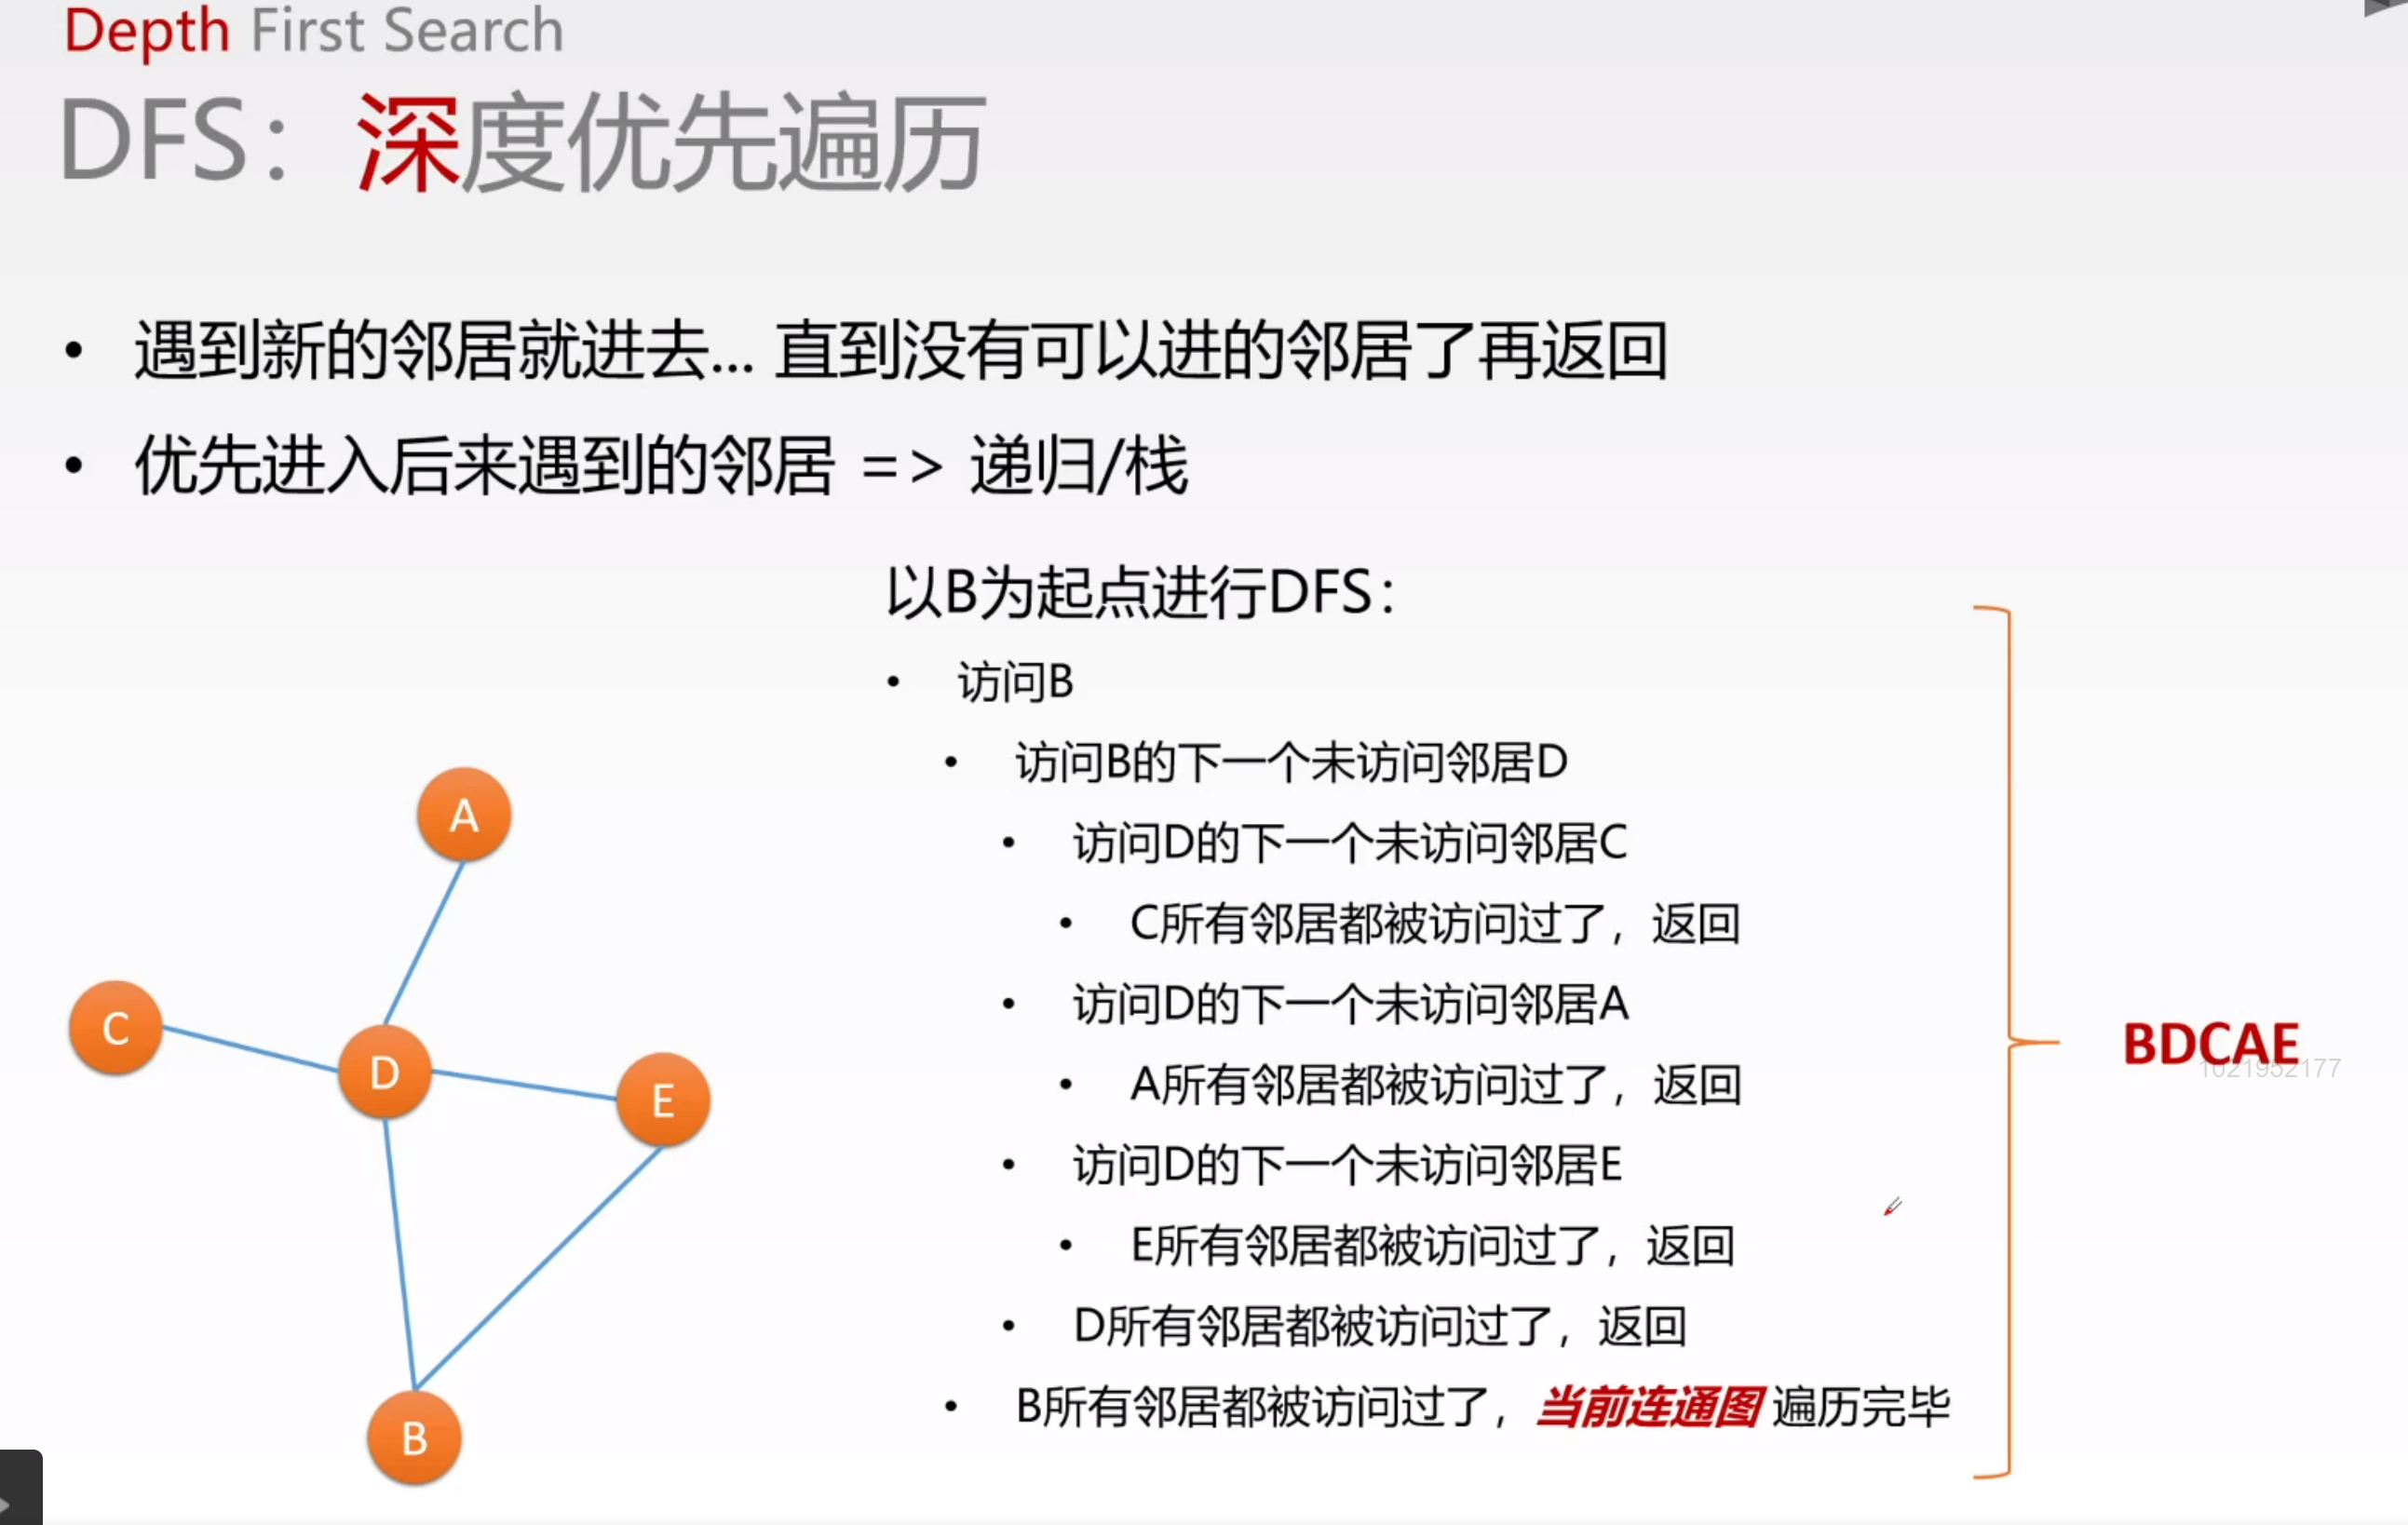 Depth First Search
DFS：深度优先遍历
• 遇到新的邻居就进去... 直到没有可以进的邻居了再返回
• 优先进入后来遇到的邻居 => 递归/栈
以B为起点进行DFS：
• 访问B
• 访问B的下一个未访问邻居D
• 访问D的下一个未访问邻居C
• C所有邻居都被访问过了，返回
• 访问D的下一个未访问邻居A
• A所有邻居都被访问过了，返回
• 访问D的下一个未访问邻居E
• E所有邻居都被访问过了，返回
• D所有邻居都被访问过了，返回
• B所有邻居都被访问过了，当前连通图 遍历完毕
A
C
D
E
B
BDCAE
1021952177